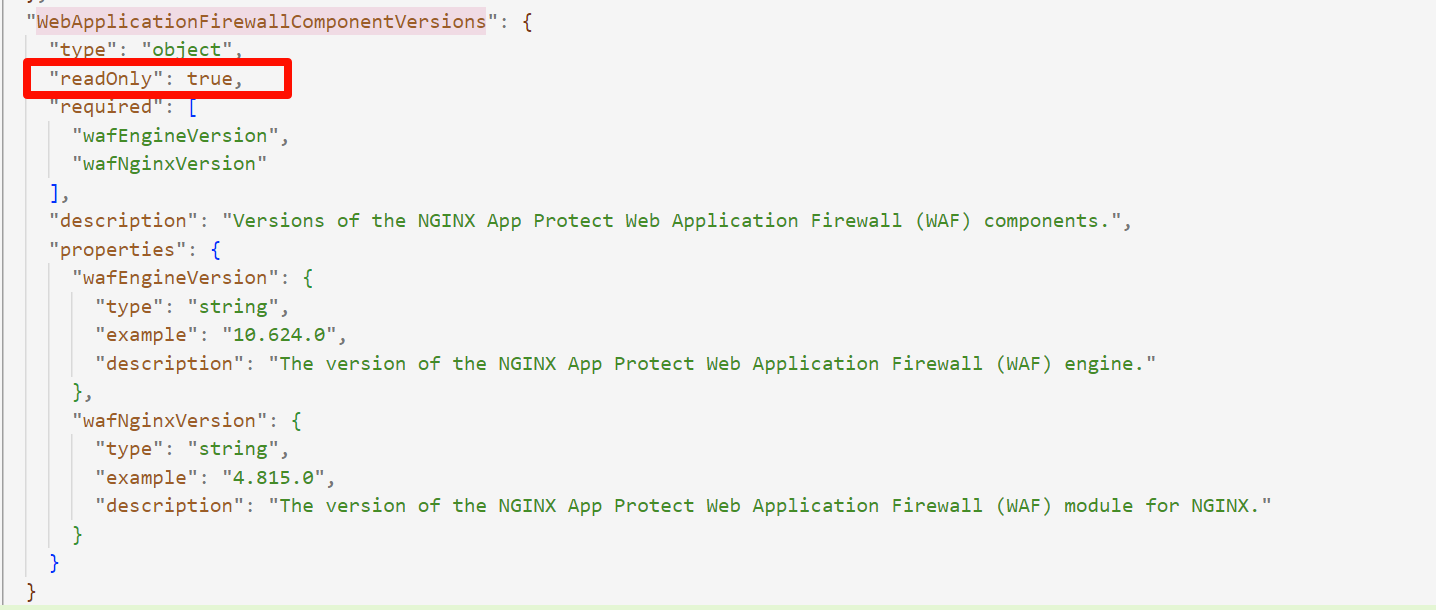 "WebApplicationFirewallComponentVersions": {
"type": "object",
"readOnly": true,
"required": [
"wafEngineVersion",
"wafNginxVersion"
],
"description": "Versions of the NGINX App Protect Web Application Firewall (WAF) components.",
"properties": {
"wafEngineVersion": {
"type": "string",
"example": "10.624.0",
"description": "The version of the NGINX App Protect Web Application Firewall (WAF) engine."
},
"wafNginxVersion": {
"type": "string",
"example": "4.815.0",
"description": "The version of the NGINX App Protect Web Application Firewall (WAF) module for NGINX."
}
}
}